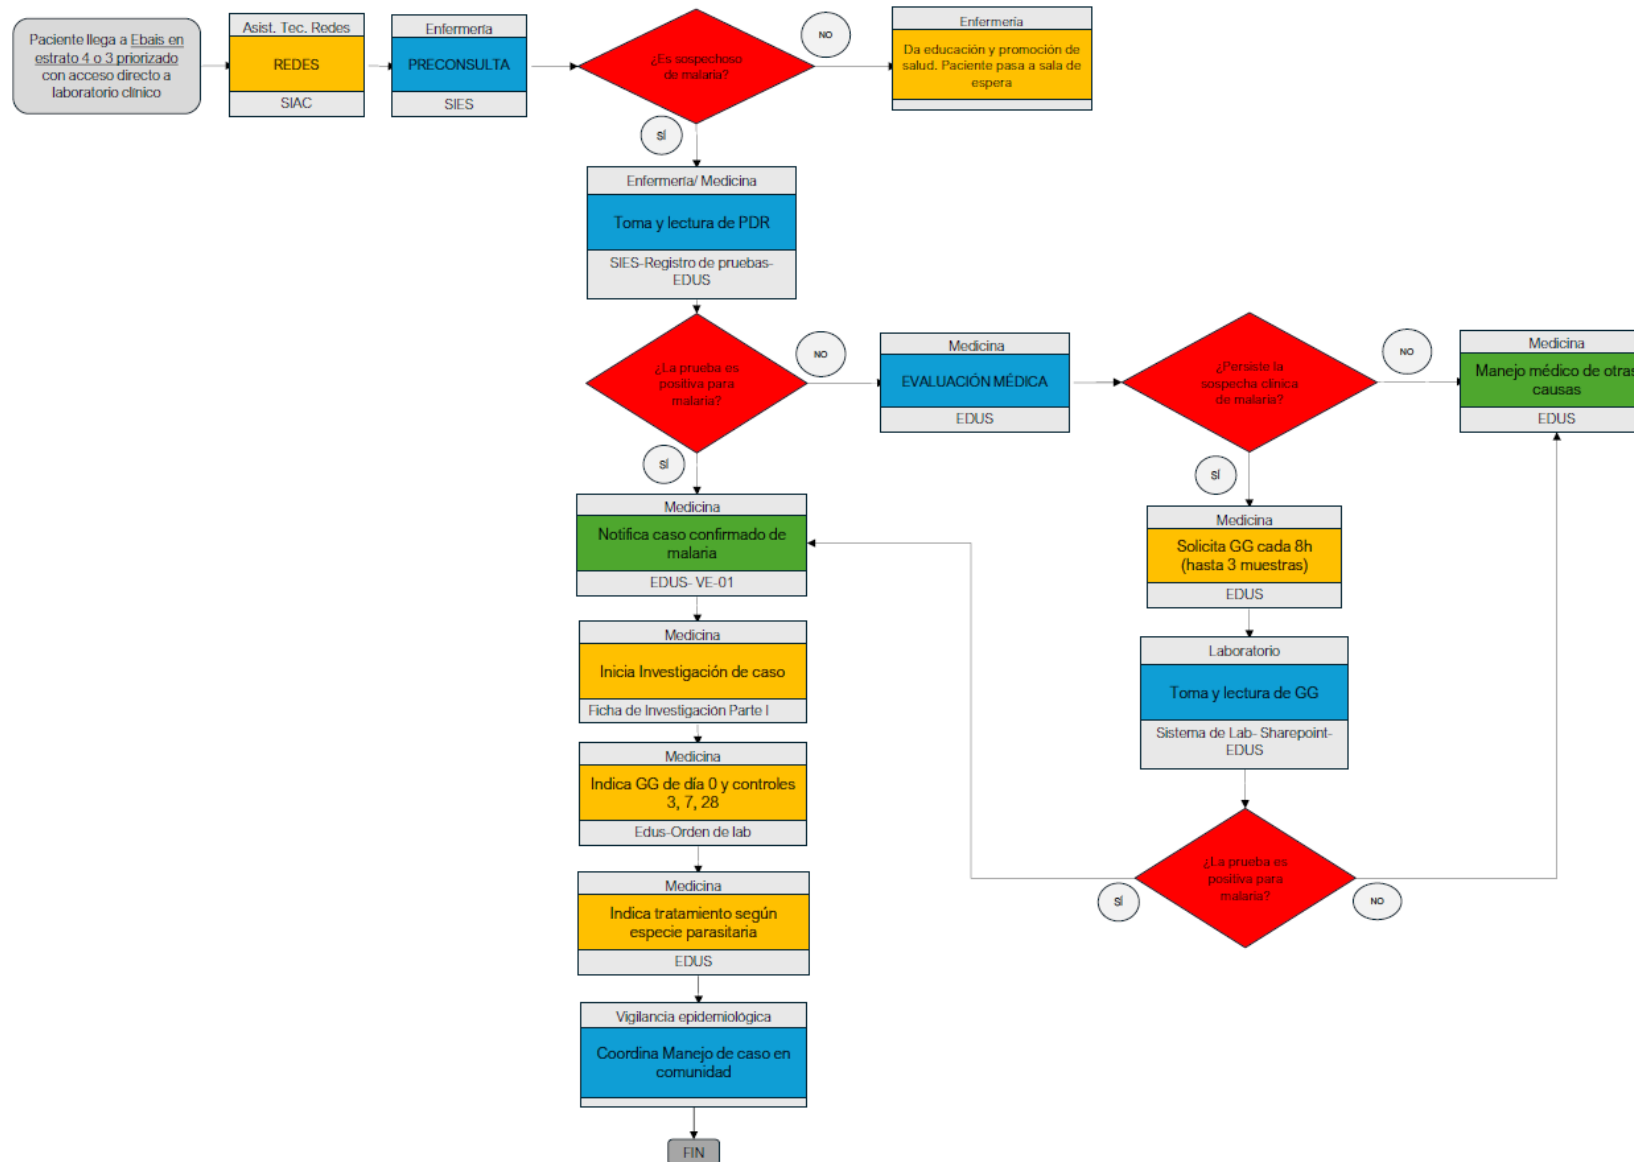 Paciente llega a Ebais en
estrato 4 o 3 priorizado
con acceso directo a
laboratorio clínico
Asist. Tec. Redes
REDES
SIAC
Enfermería
PRECONSULTA
SIES
¿Es sospechoso
de malaria?
NO
Enfermería
Da educación y promoción de
salud. Paciente pasa a sala de
espera
SÍ
Enfermería/ Medicina
Toma y lectura de PDR
SIES-Registro de pruebas-
EDUS
¿La prueba es
positiva para
malaria?
NO
Medicina
EVALUACIÓN MÉDICA
EDUS
¿Persiste la
sospecha clínica
de malaria?
NO
Medicina
Manejo médico de otras
causas
EDUS
SÍ
Medicina
Notifica caso confirmado de
malaria
EDUS- VE-01
SÍ
Medicina
Solicita GG cada 8h
(hasta 3 muestras)
EDUS
Medicina
Inicia Investigación de caso
Ficha de Investigación Parte I
Laboratorio
Toma y lectura de GG
Sistema de Lab- Sharepoint-
EDUS
Medicina
Indica GG de día 0 y controles
3, 7, 28
Edus-Orden de lab
¿La prueba es
positiva para
malaria?
SÍ
NO
Medicina
Indica tratamiento según
especie parasitaria
EDUS
Vigilancia epidemiológica
Coordina Manejo de caso en
comunidad
FIN